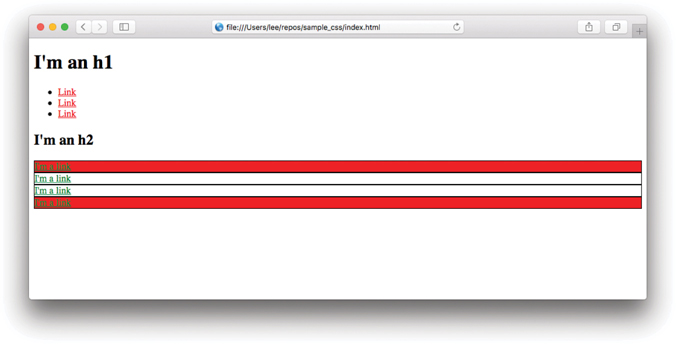 file:///Users/lee/repos/sample_css/index.html
I'm an h1
Link
Link
Link
I'm an h2
I'm a link
I'm a link
I'm a link
I'm a link